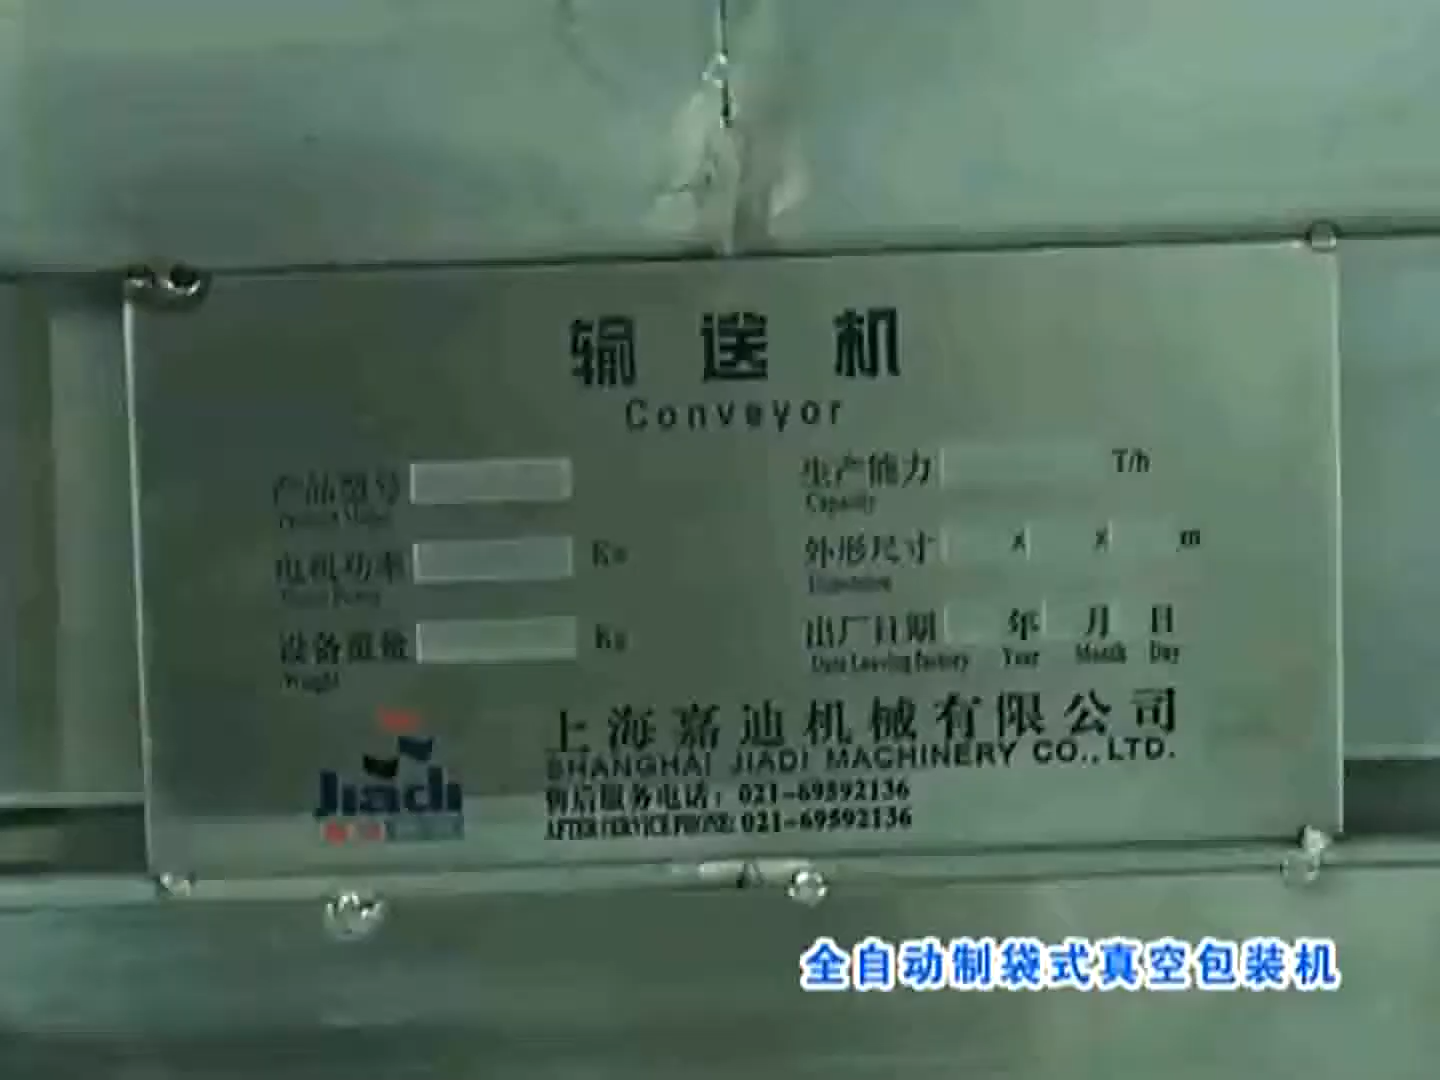 输送机
Conveyor
产品型号
生产能力 T/h
Capacity
电机功率
外形尺寸 x x m
设备重量
Weight
出厂日期 年 月 日
Date Leaving factory Year Month Day
上海嘉迪机械有限公司
SHANGHAI JIADI MACHINERY CO., LTD.
Jiadi
售后服务电话：021-69592136
AFTER SERVICE PHONE: 021-69592136
全自动制袋式真空包装机